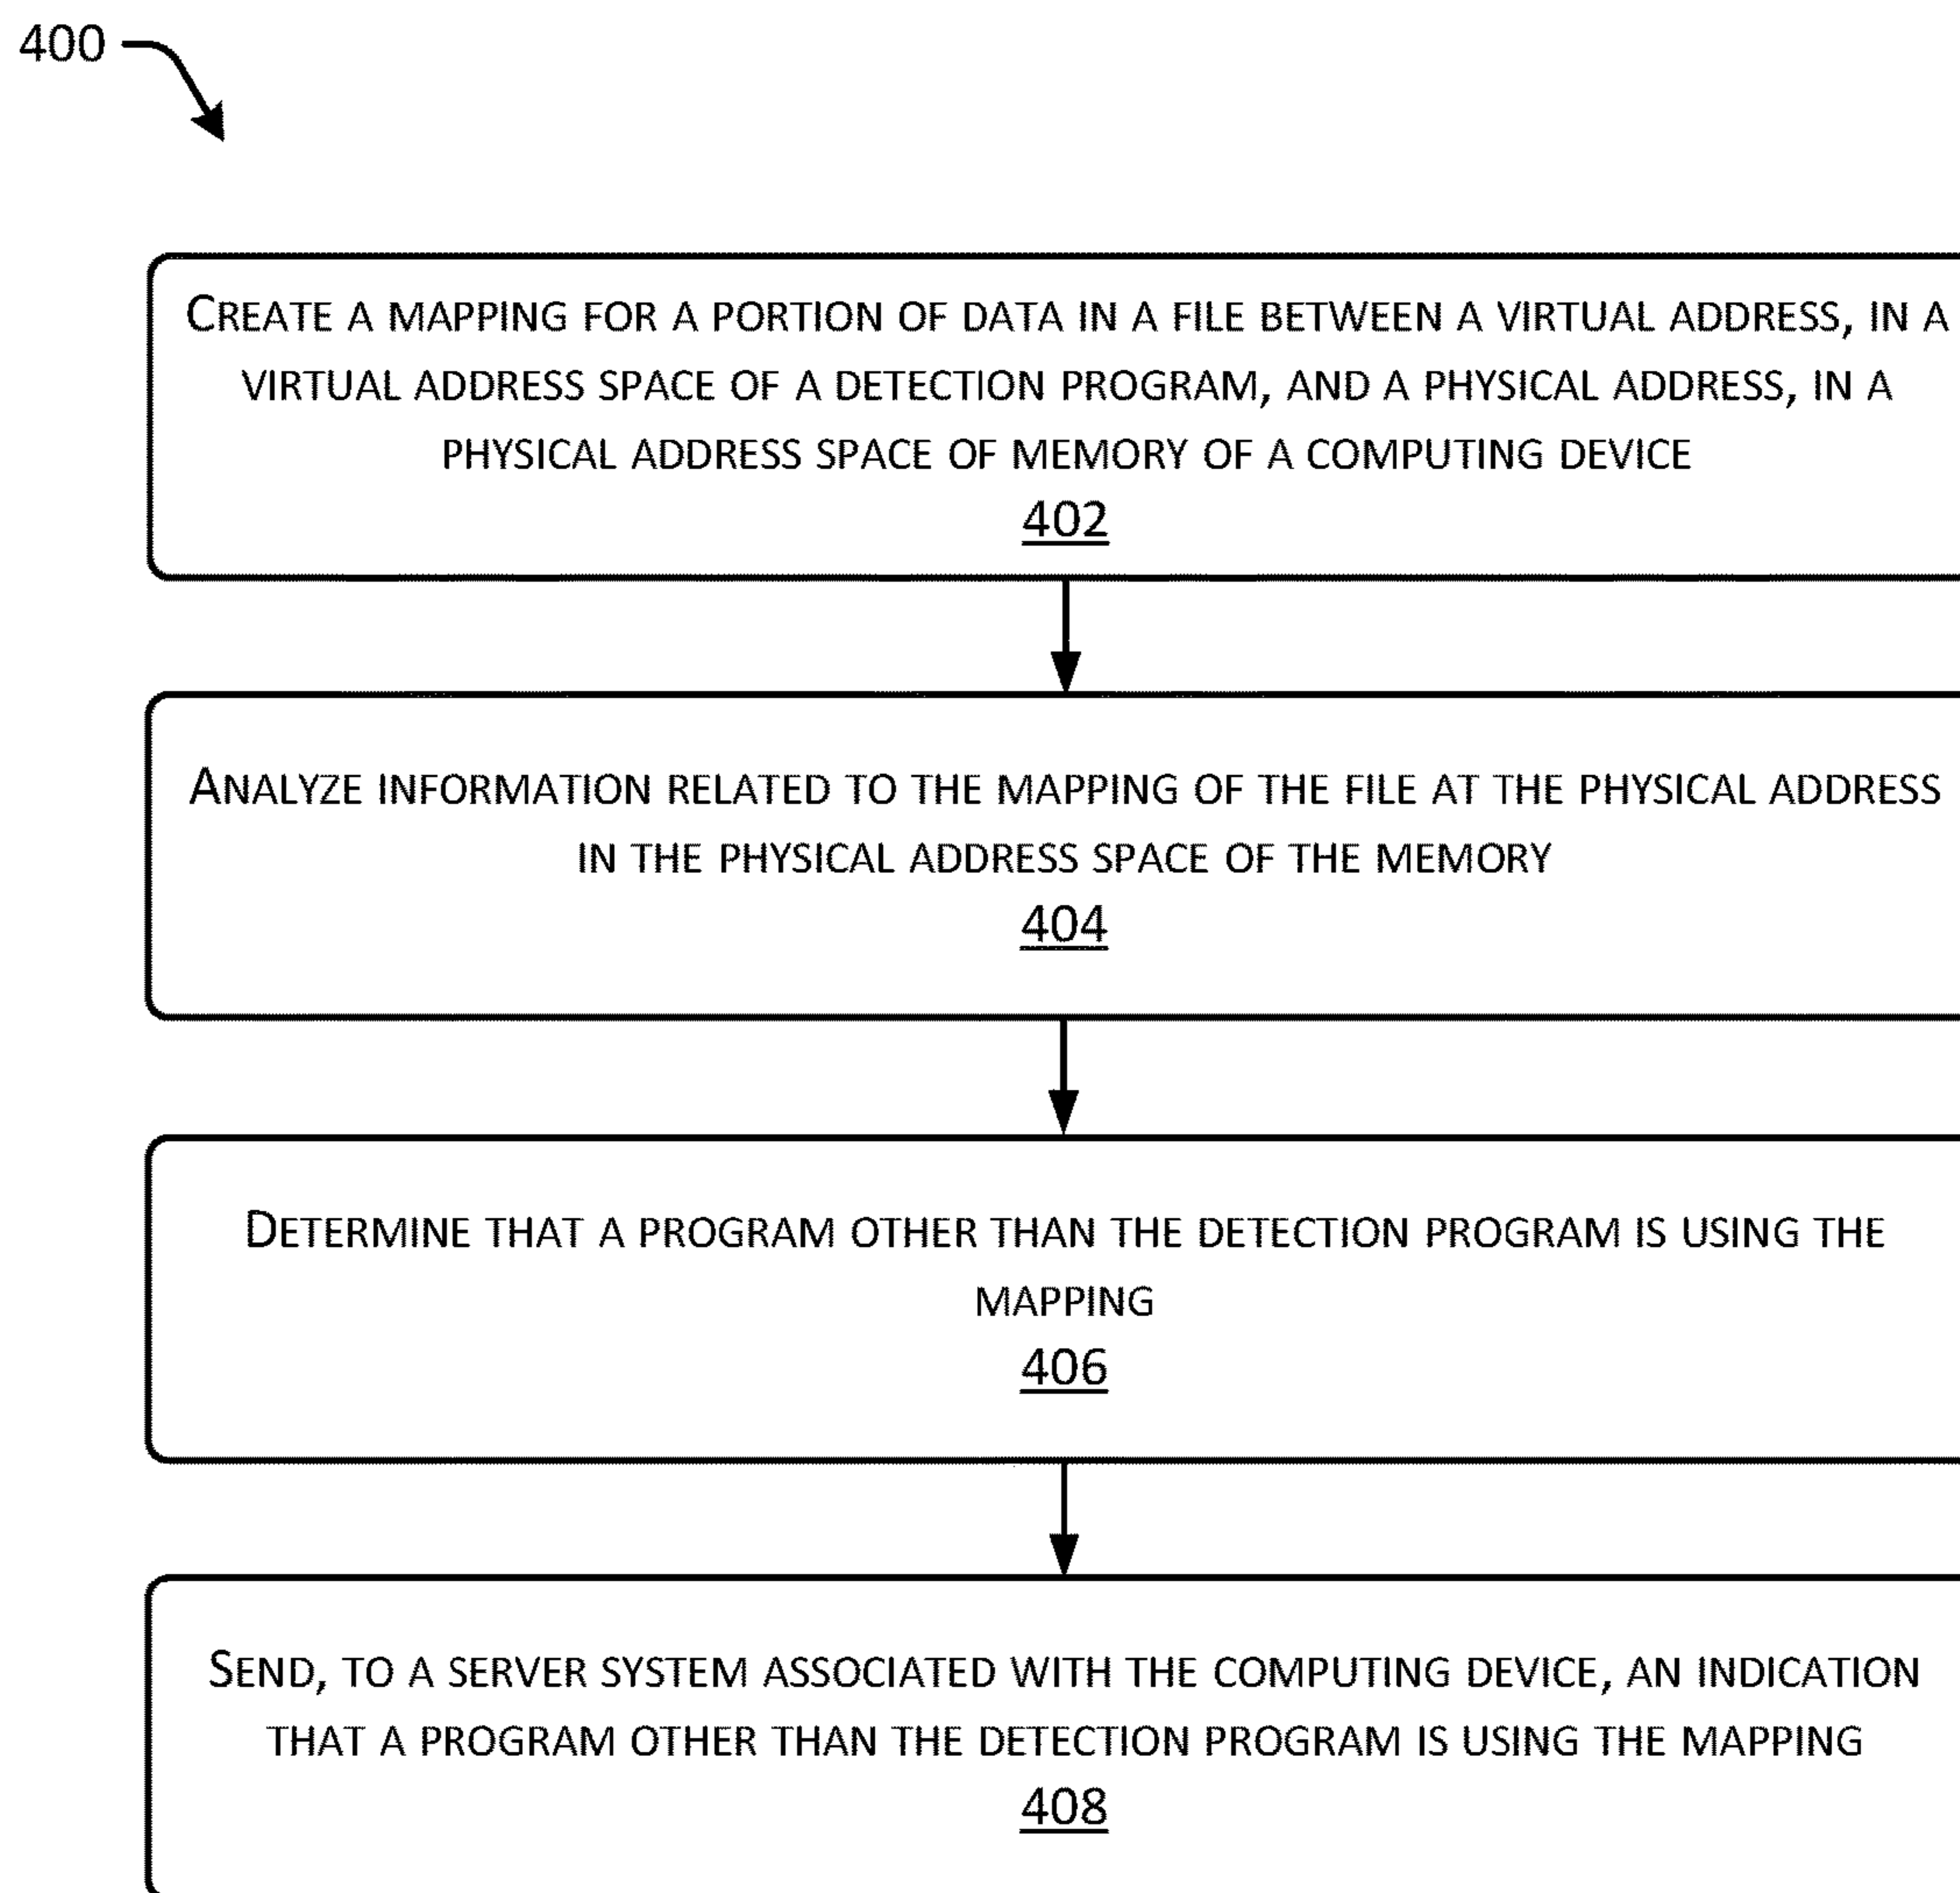 400
CREATE A MAPPING FOR A PORTION OF DATA IN A FILE BETWEEN A VIRTUAL ADDRESS, IN A
VIRTUAL ADDRESS SPACE OF A DETECTION PROGRAM, AND A PHYSICAL ADDRESS, IN A
PHYSICAL ADDRESS SPACE OF MEMORY OF A COMPUTING DEVICE
402
ANALYZE INFORMATION RELATED TO THE MAPPING OF THE FILE AT THE PHYSICAL ADDRESS
IN THE PHYSICAL ADDRESS SPACE OF THE MEMORY
404
DETERMINE THAT A PROGRAM OTHER THAN THE DETECTION PROGRAM IS USING THE
MAPPING
406
SEND, TO A SERVER SYSTEM ASSOCIATED WITH THE COMPUTING DEVICE, AN INDICATION
THAT A PROGRAM OTHER THAN THE DETECTION PROGRAM IS USING THE MAPPING
408